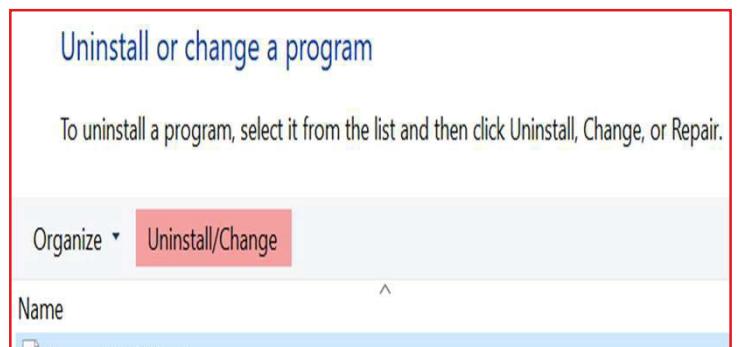 Uninstall or change a program
To uninstall a program, select it from the list and then click Uninstall, Change, or Repair.
Organize Uninstall/Change
Name